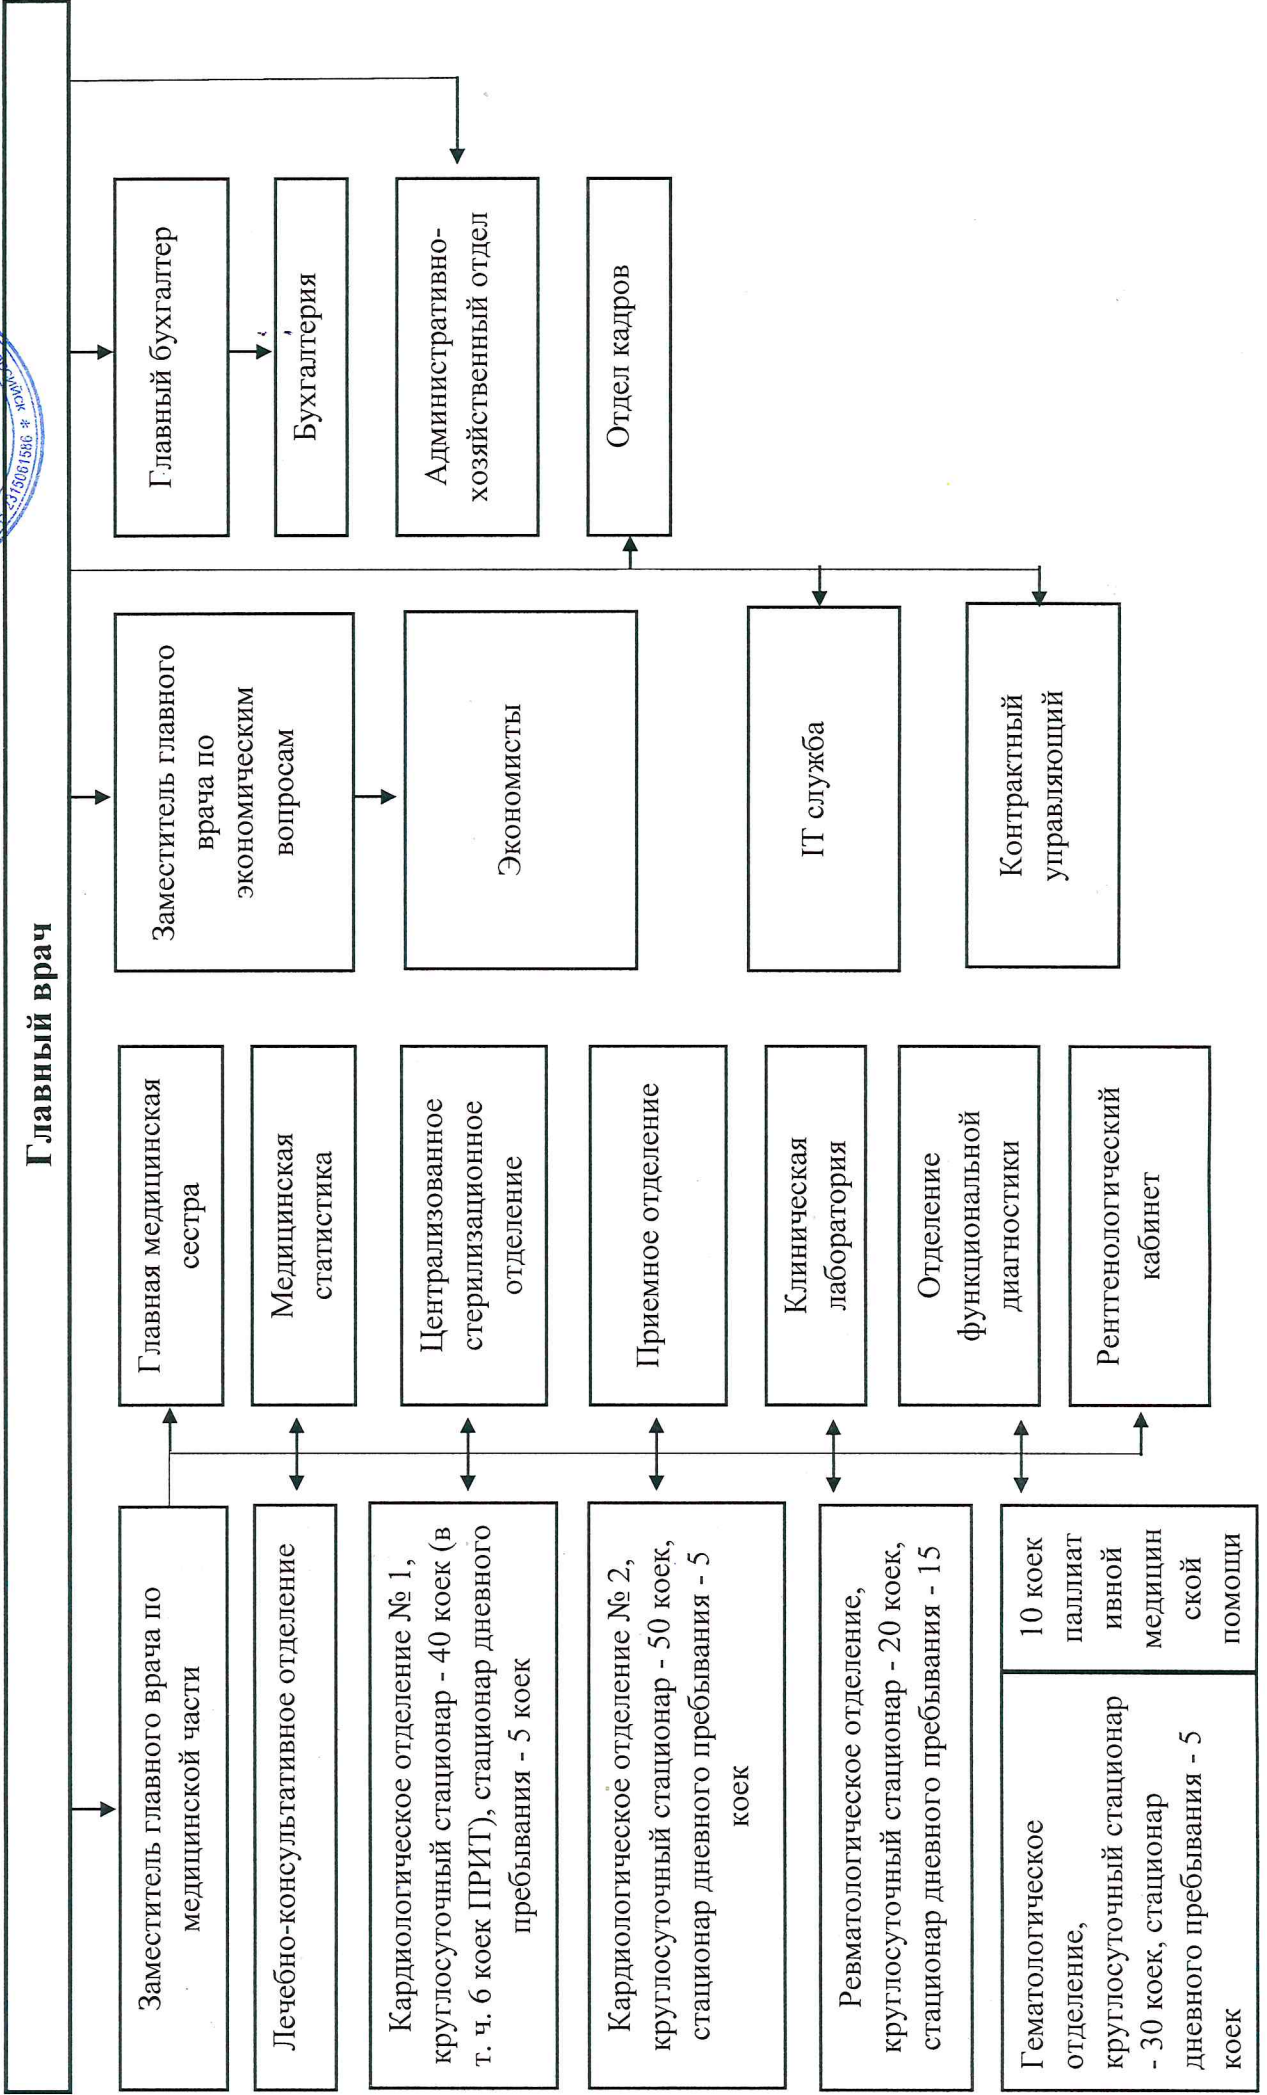 Главный врач
2315061586 *
Заместитель главного врача по
медицинской части
Лечебно-консультативное отделение
Кардиологическое отделение № 1,
круглосуточный стационар - 40 коек (в
т. ч. 6 коек ПРИТ), стационар дневного
пребывания - 5 коек
Кардиологическое отделение № 2,
круглосуточный стационар - 50 коек,
стационар дневного пребывания - 5
коек
Ревматологическое отделение,
круглосуточный стационар - 20 коек,
стационар дневного пребывания - 15
Гематологическое
отделение,
круглосуточный стационар
- 30 коек, стационар
дневного пребывания - 5
коек
10 коек
паллиат
ивной
медицин
ской
помощи
Главная медицинская
сестра
Медицинская
статистика
Централизованное
стерилизационное
отделение
Приемное отделение
Клиническая
лаборатория
Отделение
функциональной
диагностики
Рентгенологический
кабинет
Заместитель главного
врача по
экономическим
вопросам
Экономисты
IT служба
Контрактный
управляющий
Главный бухгалтер
Бухгалтерия
Административно-
хозяйственный отдел
Отдел кадров